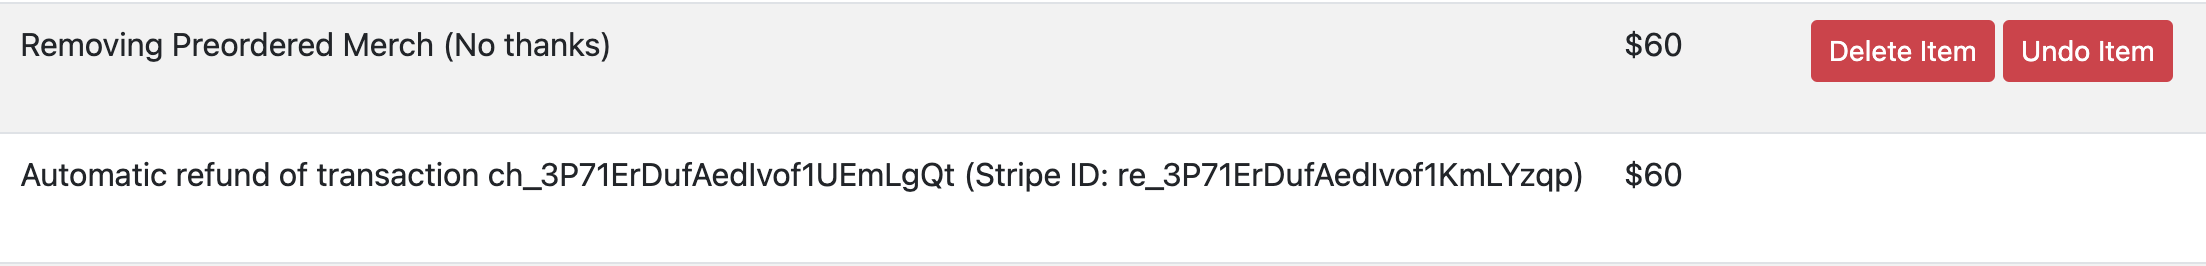 Removing Preordered Merch (No thanks) $60 Delete Item Undo Item
Automatic refund of transaction ch_3P71ErDufAedIvof1UEmLgQt (Stripe ID: re_3P71ErDufAedIvof1KmLYzqp) $60